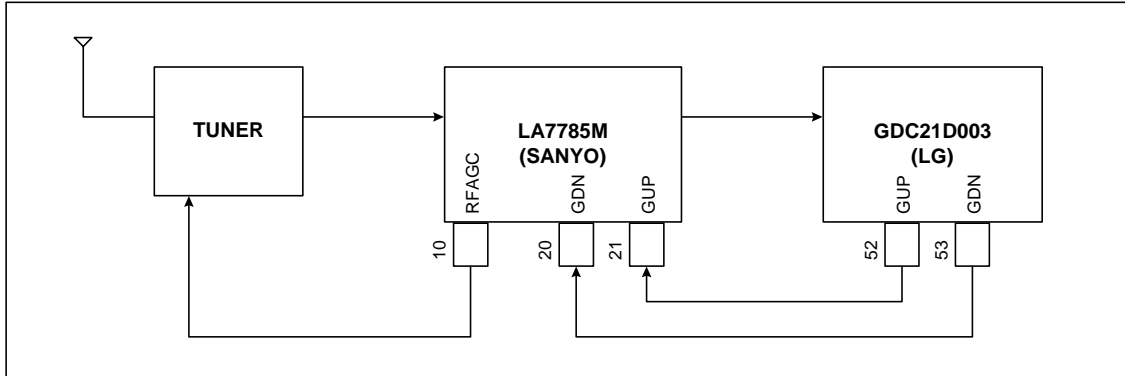 TUNER
LA7785M
(SANYO)
RFAGC
GDN
GUP
10
20
21
GDC21D003
(LG)
GUP
GDN
52
53